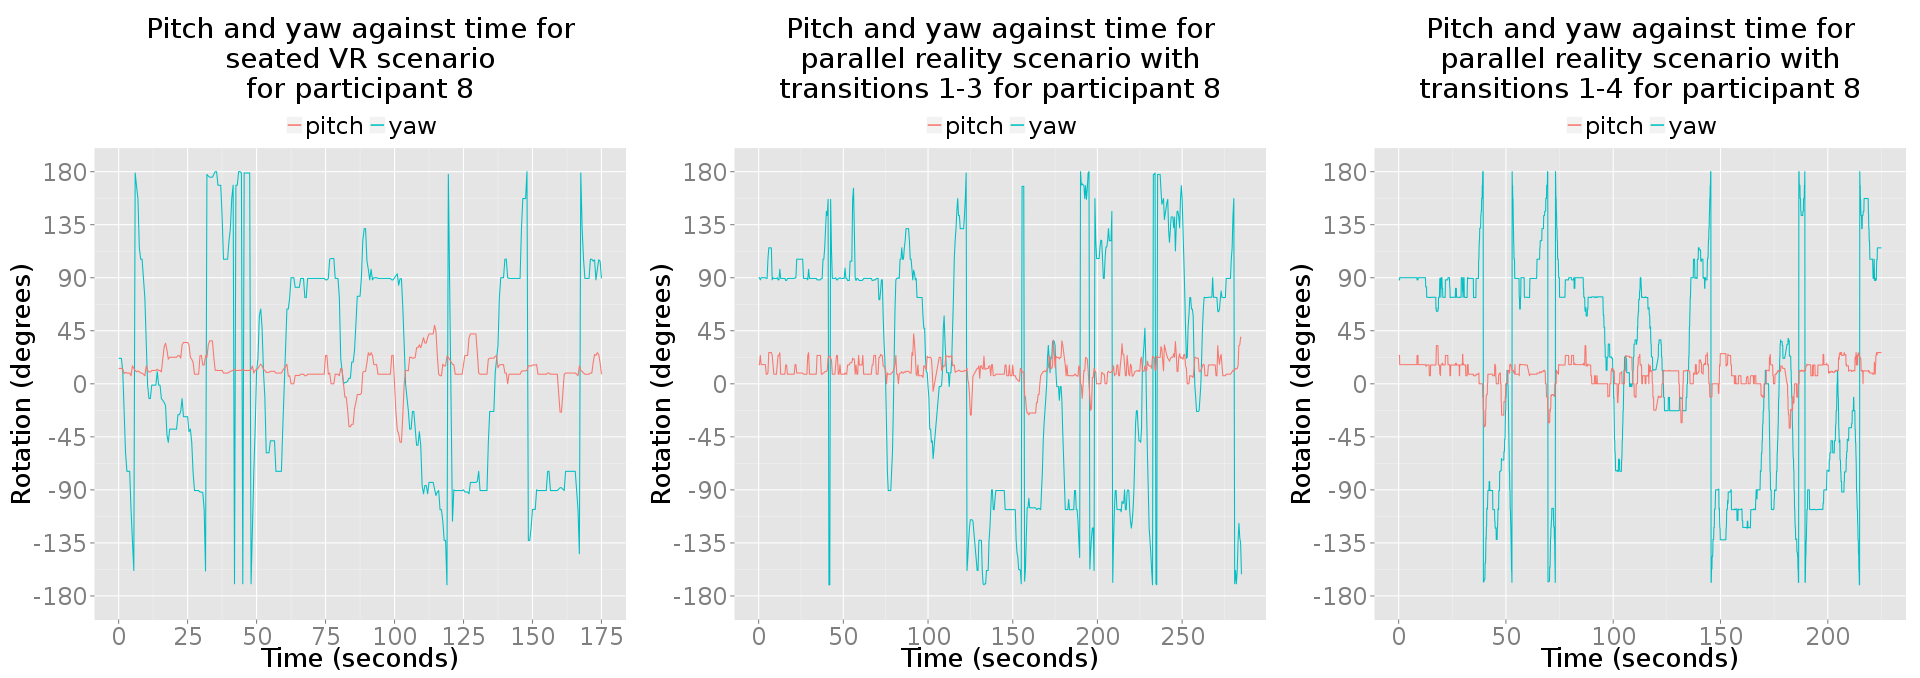 Pitch and yaw against time for
seated VR scenario
for participant 8
pitch yaw
180
135
90
45
0
-45
-90
-135
-180
Rotation (degrees)
0 25 50 75 100 125 150 175
Time (seconds)
Pitch and yaw against time for
parallel reality scenario with
transitions 1-3 for participant 8
pitch yaw
180
135
90
45
0
-45
-90
-135
-180
Rotation (degrees)
0 50 100 150 200 250
Time (seconds)
Pitch and yaw against time for
parallel reality scenario with
transitions 1-4 for participant 8
pitch yaw
180
135
90
45
0
-45
-90
-135
-180
Rotation (degrees)
0 50 100 150 200
Time (seconds)